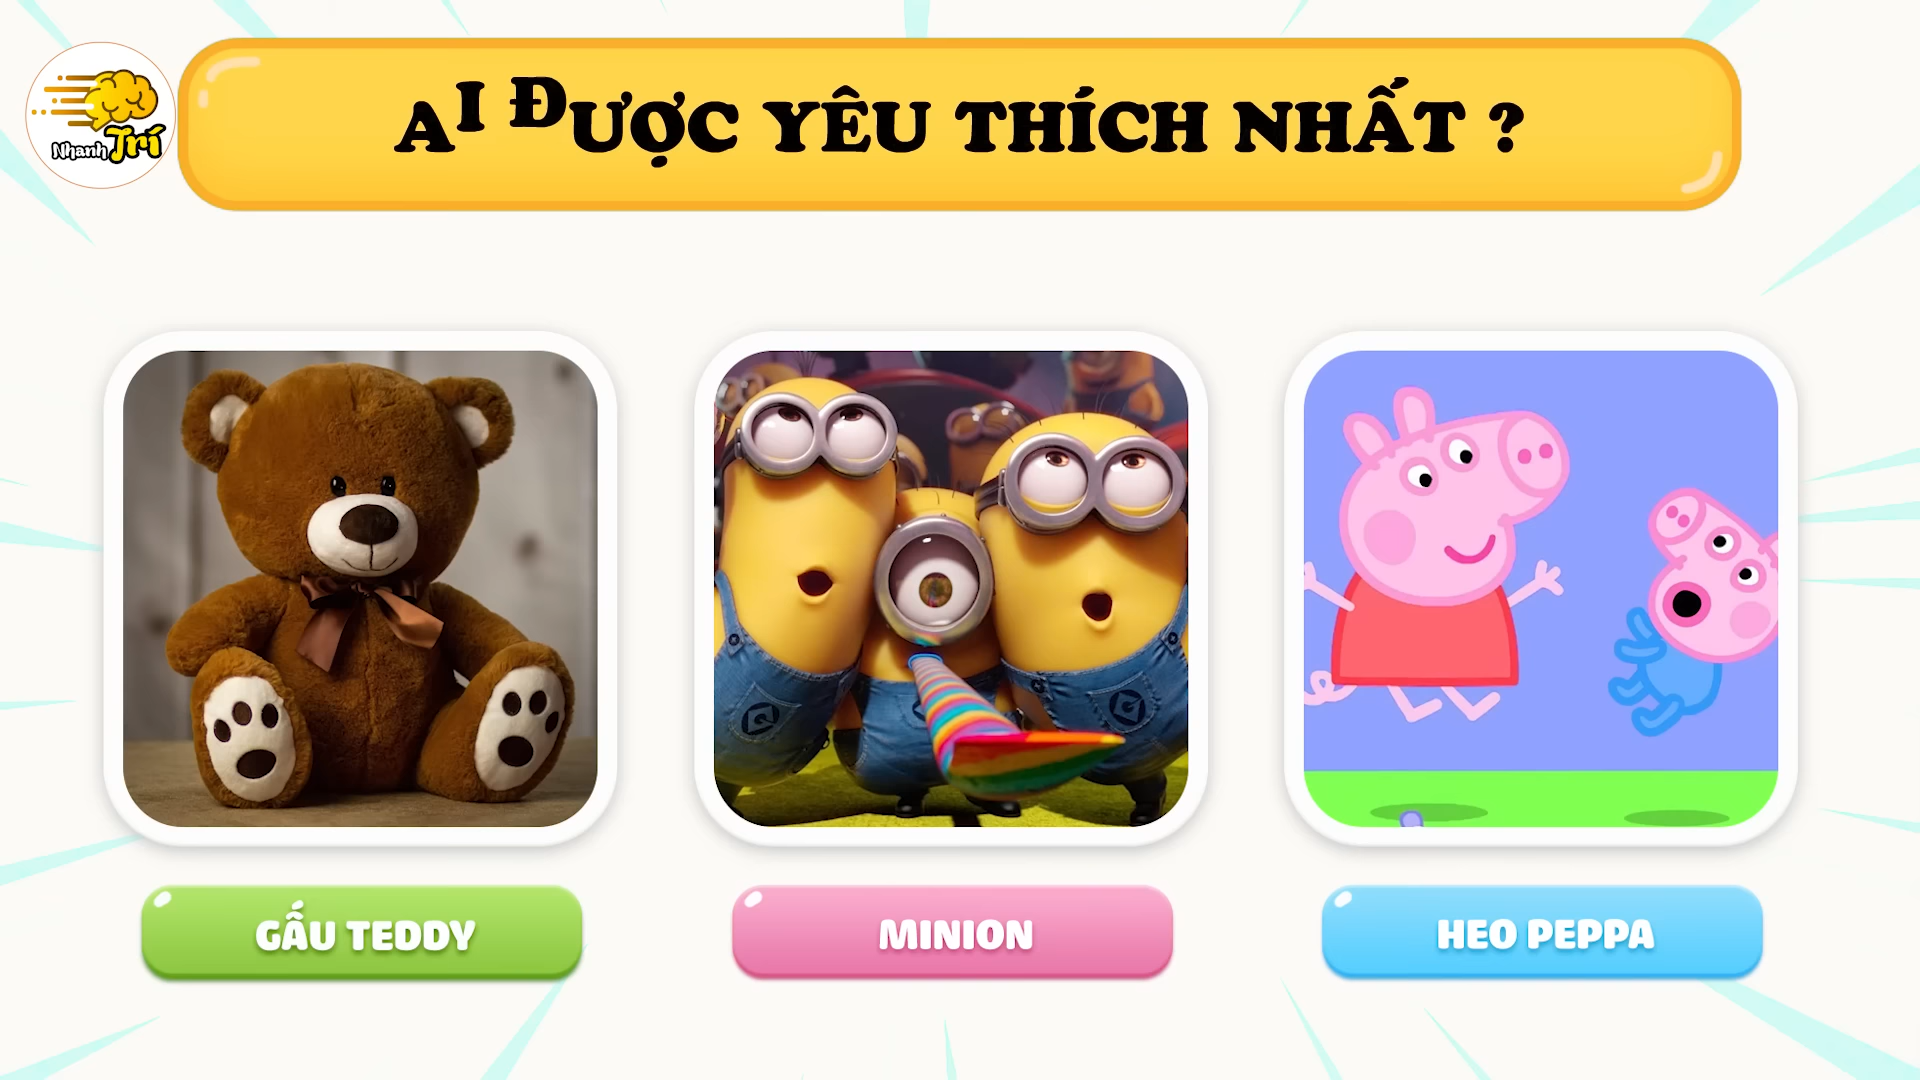 Nhanh Trí
AI ĐƯỢC YÊU THÍCH NHẤT ?
GẤU TEDDY
MINION
HEO PEPPA